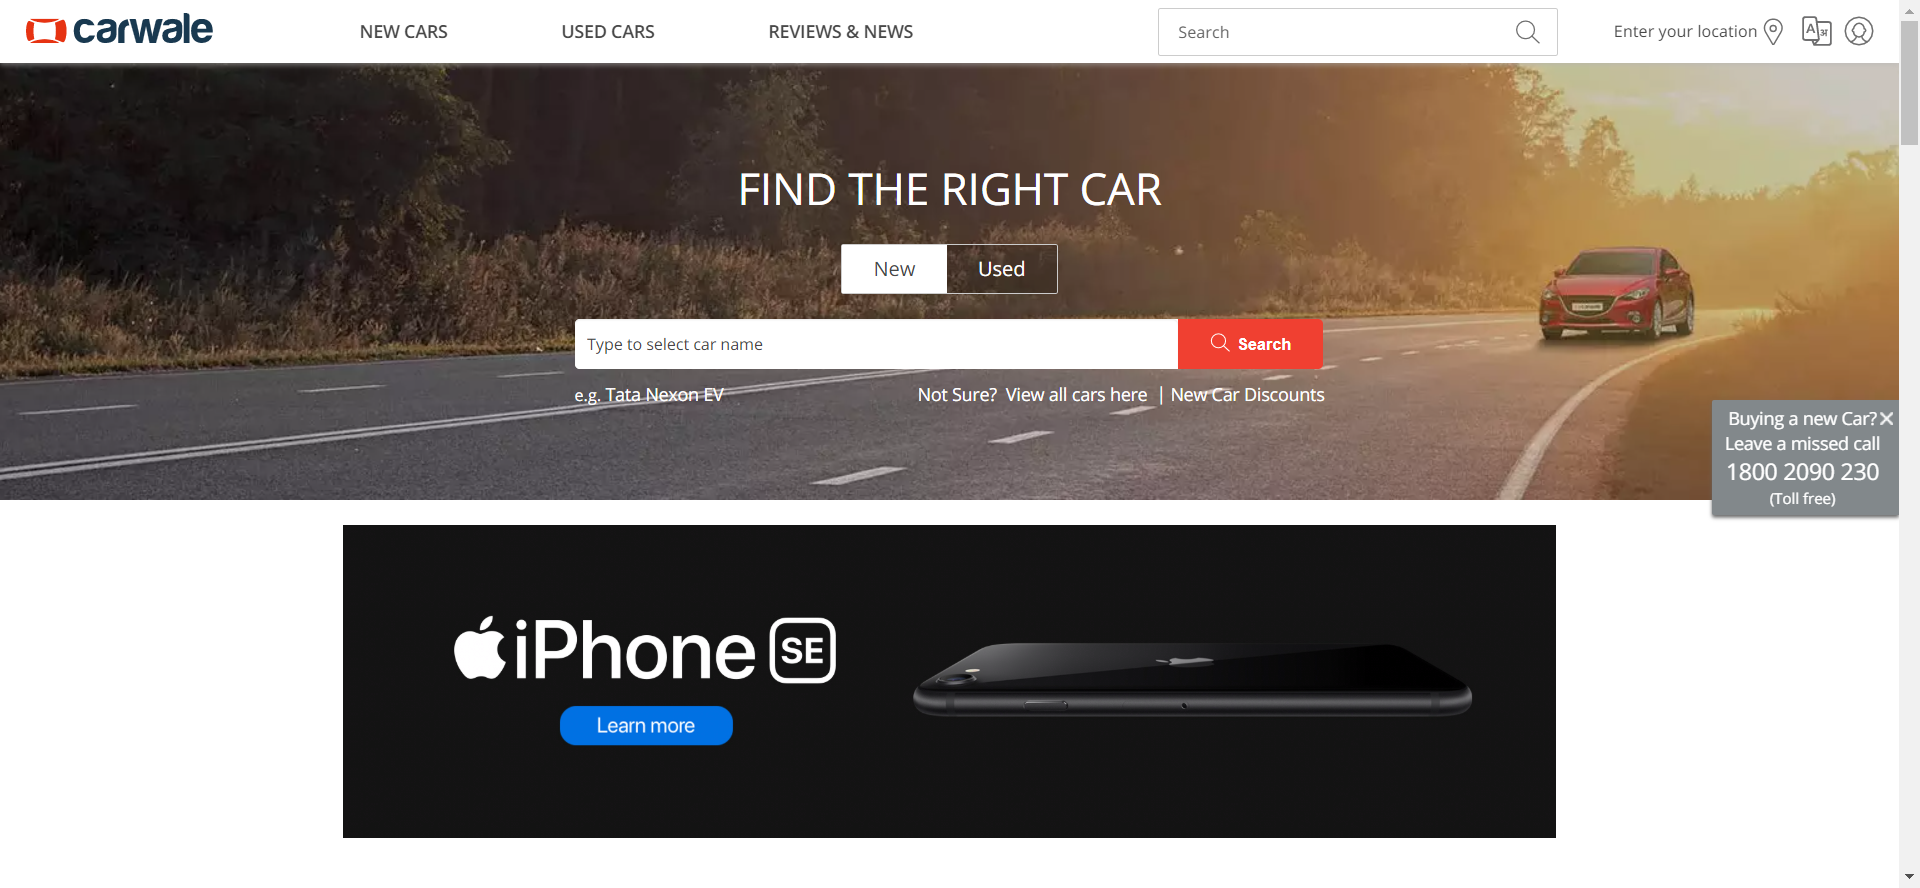 carwale
NEW CARS
USED CARS
REVIEWS & NEWS
Search
Enter your location
A अ
FIND THE RIGHT CAR
New
Used
Type to select car name
Search
e.g. Tata Nexon EV
Not Sure? View all cars here | New Car Discounts
Buying a new Car?
Leave a missed call
1800 2090 230
(Toll free)
iPhone SE
Learn more